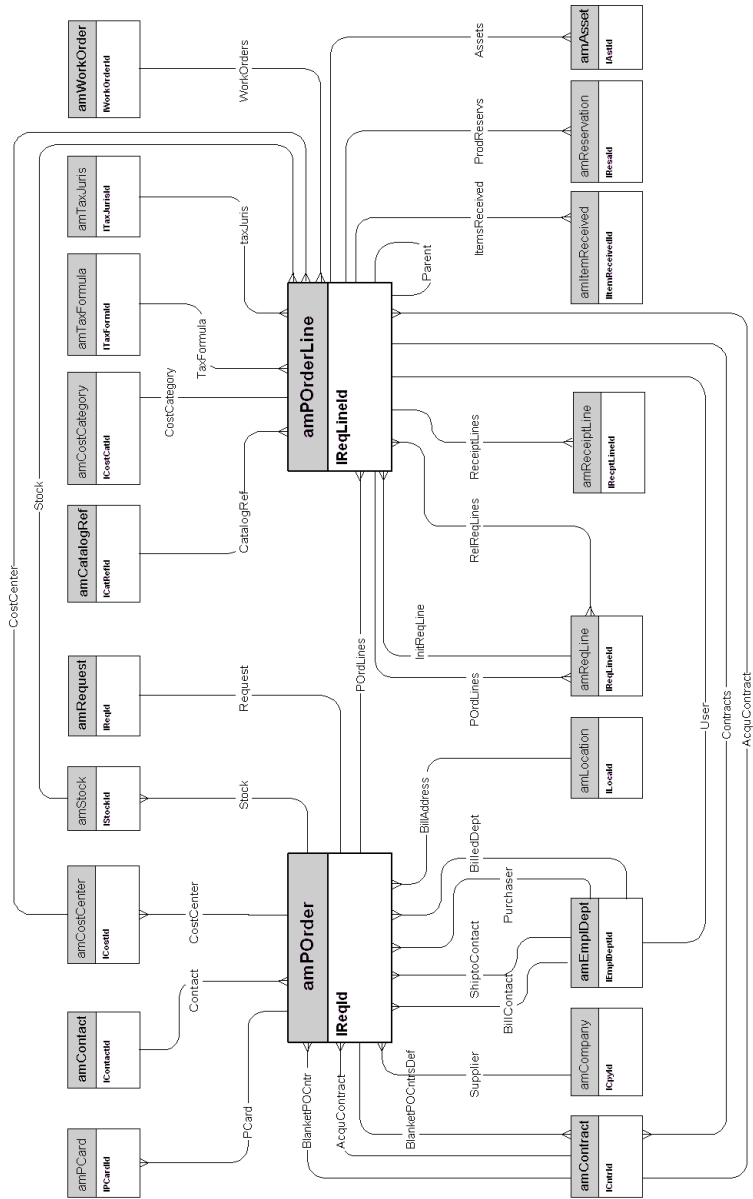 amPCard
lPCardId
amContact
lContactId
amCostCenter
lCostId
amStock
lStockId
amRequest
lReqId
amCatalogRef
lCatRefId
amCostCategory
lCostCatId
amTaxFormula
lTaxFormId
amTaxJuris
lTaxJurisId
amWorkOrder
lWorkOrderId
CostCenter
Stock
PCard
Contact
CostCenter
Stock
Request
CatalogRef
CostCategory
TaxFormula
taxJuris
WorkOrders
amPOrder
lReqId
POrdLines
amPOrderLine
lReqLineId
BlanketPOCntr
AcquContract
BlanketPOCntrsDef
Supplier
BillContact
ShiptoContact
Purchaser
BilledDept
BillAddress
POrdLines
InitReqLine
RelReqLines
ReceiptLines
Parent
ItemsReceived
ProdReservs
Assets
amContract
lCntrId
amCompany
lCpyId
amEmplDept
lEmplDeptId
amLocation
lLocaId
amReqLine
lReqLineId
amReceiptLine
lRecptLineId
amItemReceived
lItemReceivedId
amReservation
lResaId
amAsset
lAstId
User
Contracts
AcquContract